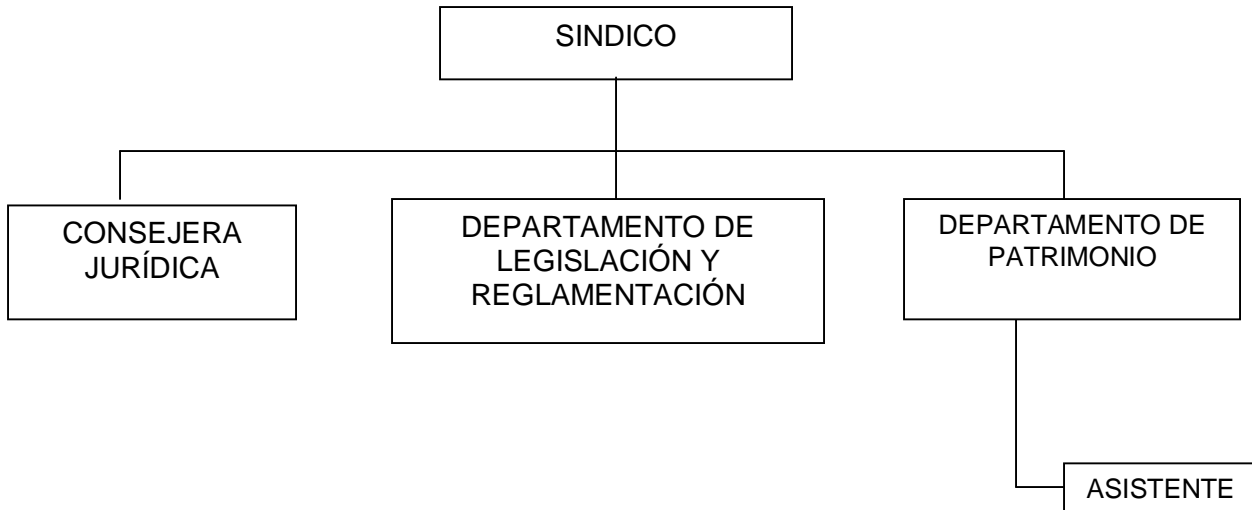 SINDICO
CONSEJERA
JURÍDICA
DEPARTAMENTO DE
LEGISLACIÓN Y
REGLAMENTACIÓN
DEPARTAMENTO DE
PATRIMONIO
ASISTENTE